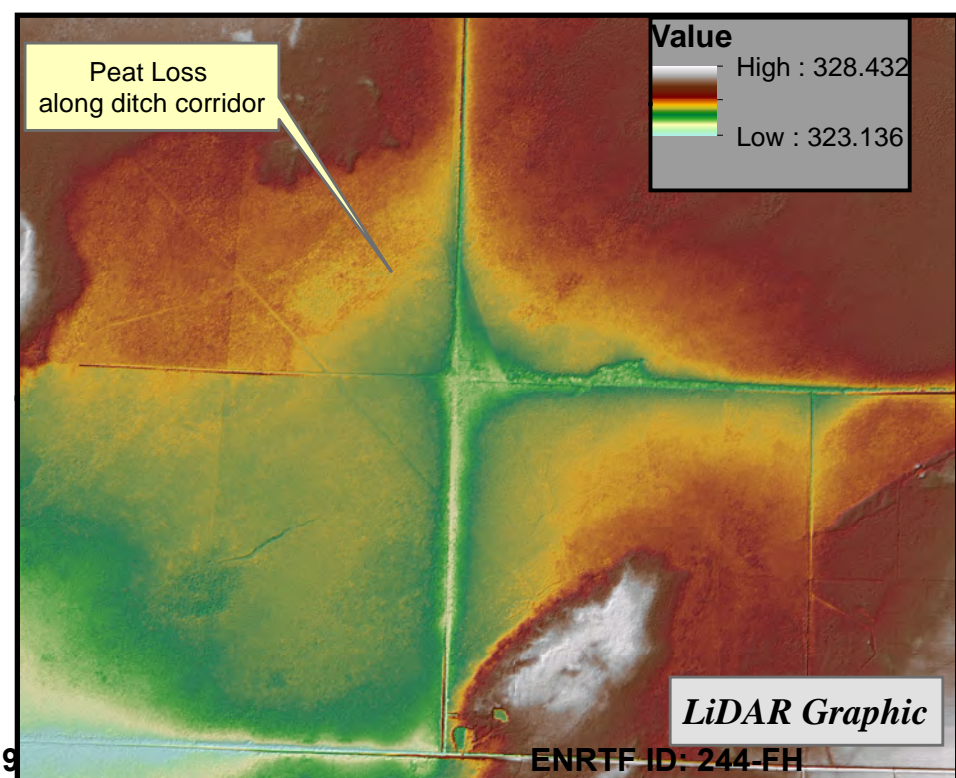 Peat Loss
along ditch corridor
Value
High : 328.432
Low : 323.136
LiDAR Graphic
9
ENRTF ID: 244-FH